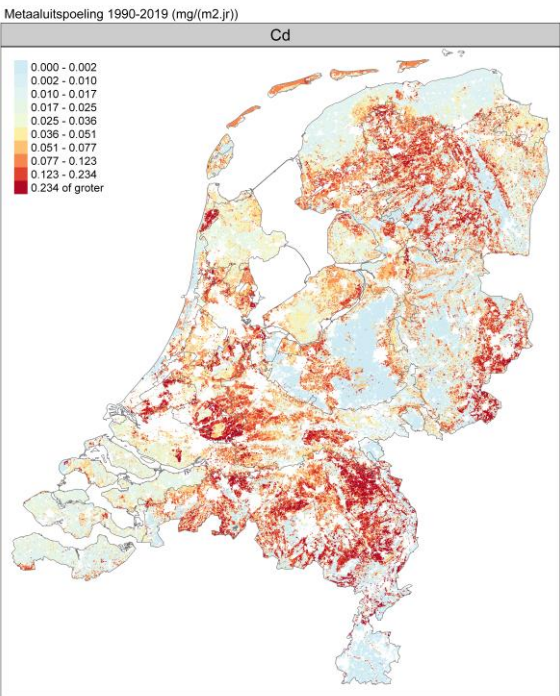 Metaaluitspoeling 1990-2019 (mg/(m2.jr))
Cd
0.000 - 0.002
0.002 - 0.010
0.010 - 0.017
0.017 - 0.025
0.025 - 0.036
0.036 - 0.051
0.051 - 0.077
0.077 - 0.123
0.123 - 0.234
0.234 of groter